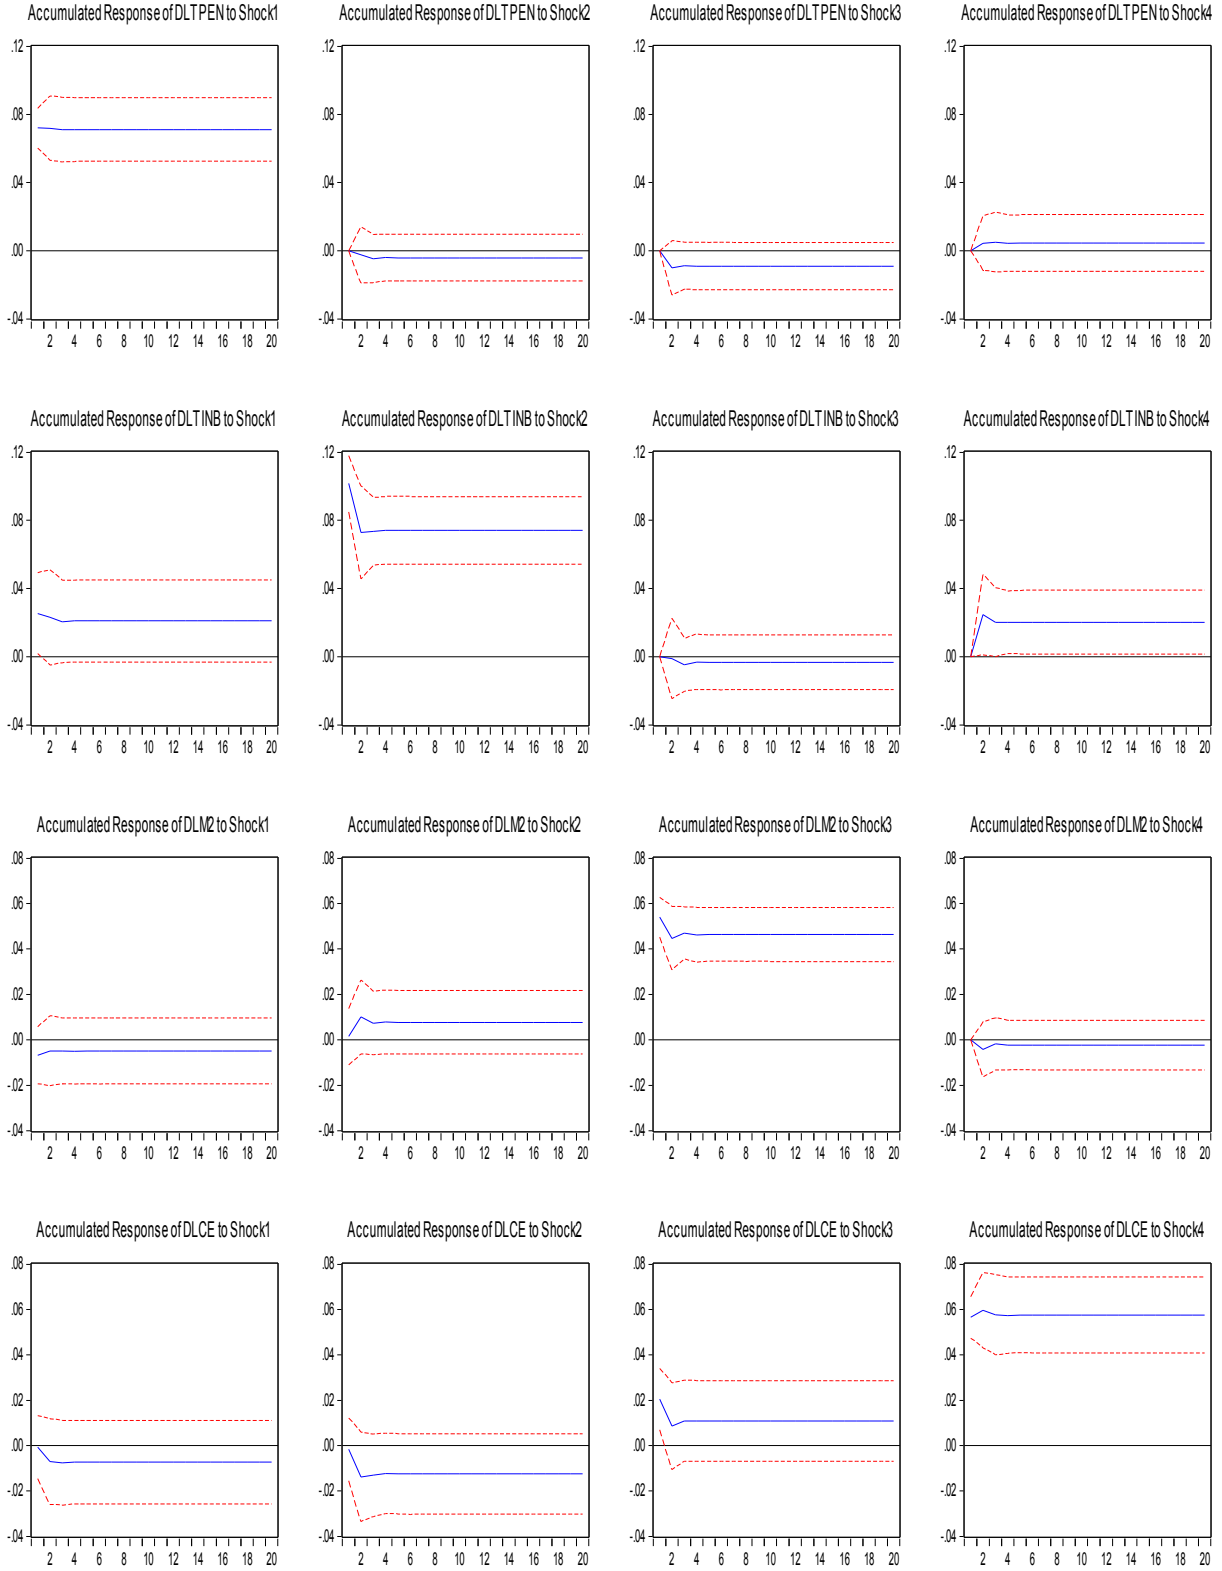 Accumulated Response of DLTPEN to Shock1
Accumulated Response of DLTPEN to Shock2
Accumulated Response of DLTPEN to Shock3
Accumulated Response of DLTPEN to Shock4
.12 .12 .12 .12
.08 .08 .08 .08
.04 .04 .04 .04
.00 .00 .00 .00
-.04 -.04 -.04 -.04
2 4 6 8 10 12 14 16 18 20
2 4 6 8 10 12 14 16 18 20
2 4 6 8 10 12 14 16 18 20
2 4 6 8 10 12 14 16 18 20
Accumulated Response of DLTINB to Shock1
Accumulated Response of DLTINB to Shock2
Accumulated Response of DLTINB to Shock3
Accumulated Response of DLTINB to Shock4
.12 .12 .12 .12
.08 .08 .08 .08
.04 .04 .04 .04
.00 .00 .00 .00
-.04 -.04 -.04 -.04
2 4 6 8 10 12 14 16 18 20
2 4 6 8 10 12 14 16 18 20
2 4 6 8 10 12 14 16 18 20
2 4 6 8 10 12 14 16 18 20
Accumulated Response of DLM2 to Shock1
Accumulated Response of DLM2 to Shock2
Accumulated Response of DLM2 to Shock3
Accumulated Response of DLM2 to Shock4
.08 .08 .08 .08
.06 .06 .06 .06
.04 .04 .04 .04
.02 .02 .02 .02
.00 .00 .00 .00
-.02 -.02 -.02 -.02
-.04 -.04 -.04 -.04
2 4 6 8 10 12 14 16 18 20
2 4 6 8 10 12 14 16 18 20
2 4 6 8 10 12 14 16 18 20
2 4 6 8 10 12 14 16 18 20
Accumulated Response of DLCE to Shock1
Accumulated Response of DLCE to Shock2
Accumulated Response of DLCE to Shock3
Accumulated Response of DLCE to Shock4
.08 .08 .08 .08
.06 .06 .06 .06
.04 .04 .04 .04
.02 .02 .02 .02
.00 .00 .00 .00
-.02 -.02 -.02 -.02
-.04 -.04 -.04 -.04
2 4 6 8 10 12 14 16 18 20
2 4 6 8 10 12 14 16 18 20
2 4 6 8 10 12 14 16 18 20
2 4 6 8 10 12 14 16 18 20